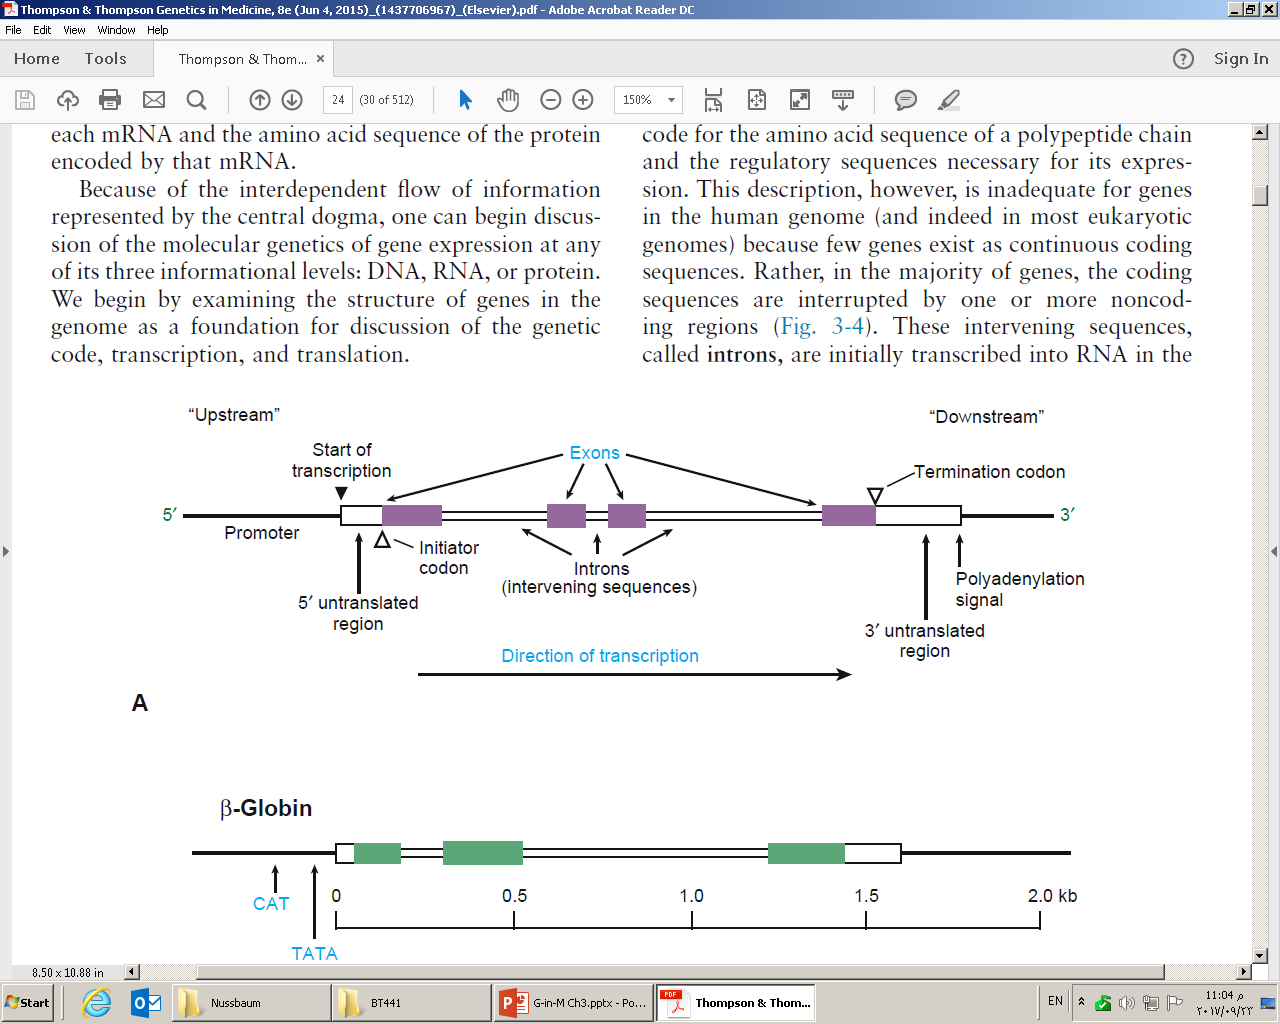 Thompson & Thompson Genetics in Medicine, 8e (Jun 4, 2015)_(1437706967)_(Elsevier).pdf - Adobe Acrobat Reader DC
File Edit View Window Help
Home Tools Thompson & Thom... × ? Sign In
24 (30 of 512) 150%
each mRNA and the amino acid sequence of the protein
encoded by that mRNA.
Because of the interdependent flow of information
represented by the central dogma, one can begin discus-
sion of the molecular genetics of gene expression at any
of its three informational levels: DNA, RNA, or protein.
We begin by examining the structure of genes in the
genome as a foundation for discussion of the genetic
code, transcription, and translation.
code for the amino acid sequence of a polypeptide chain
and the regulatory sequences necessary for its expres-
sion. This description, however, is inadequate for genes
in the human genome (and indeed in most eukaryotic
genomes) because few genes exist as continuous coding
sequences. Rather, in the majority of genes, the coding
sequences are interrupted by one or more noncod-
ing regions (Fig. 3-4). These intervening sequences,
called introns, are initially transcribed into RNA in the
“Upstream”
“Downstream”
Start of
transcription
Exons
Termination codon
5′
3′
Promoter
Initiator
codon
Introns
(intervening sequences)
Polyadenylation
signal
5′ untranslated
region
3′ untranslated
region
Direction of transcription
A
β-Globin
CAT
TATA
0 0.5 1.0 1.5 2.0 kb
8.50 x 10.88 in
Start Nussbaum BT441 G-in-M Ch3.pptx - Po... PDF Thompson & Thom... EN
11:04 م
٢٠١٧/٠٩/٢٣